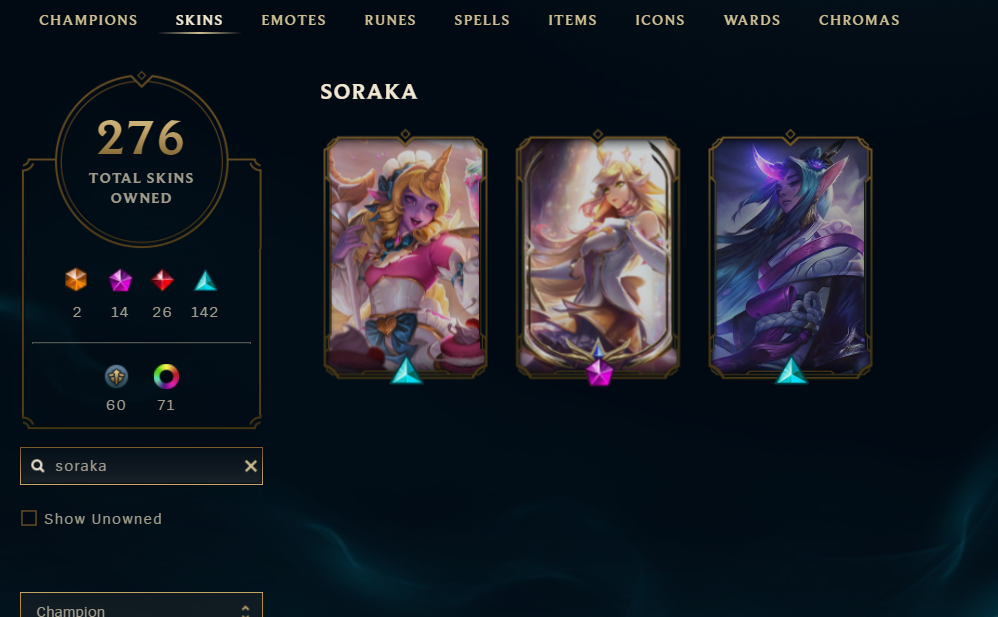 CHAMPIONS SKINS EMOTES RUNES SPELLS ITEMS ICONS WARDS CHROMAS
SORAKA
276
TOTAL SKINS
OWNED
2 14 26 142
60 71
soraka
Show Unowned
Champion